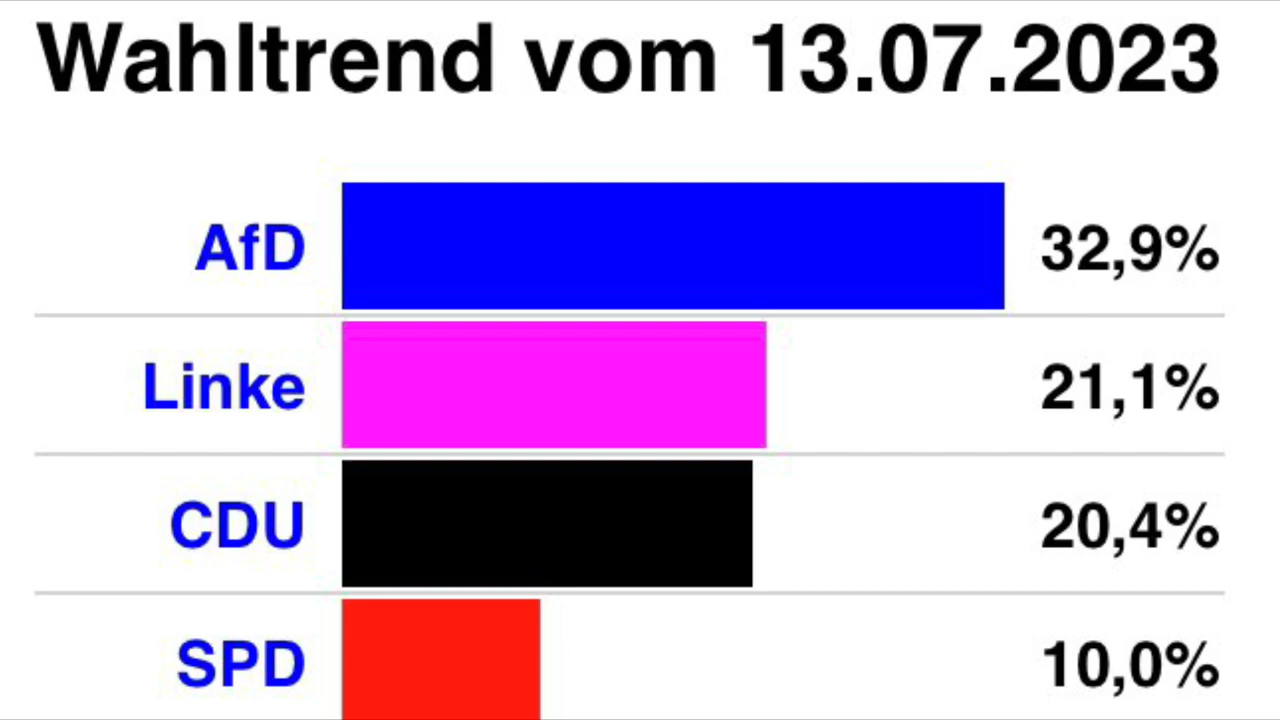 Wahltrend vom 13.07.2023
AfD 32,9%
Linke 21,1%
CDU 20,4%
SPD 10,0%